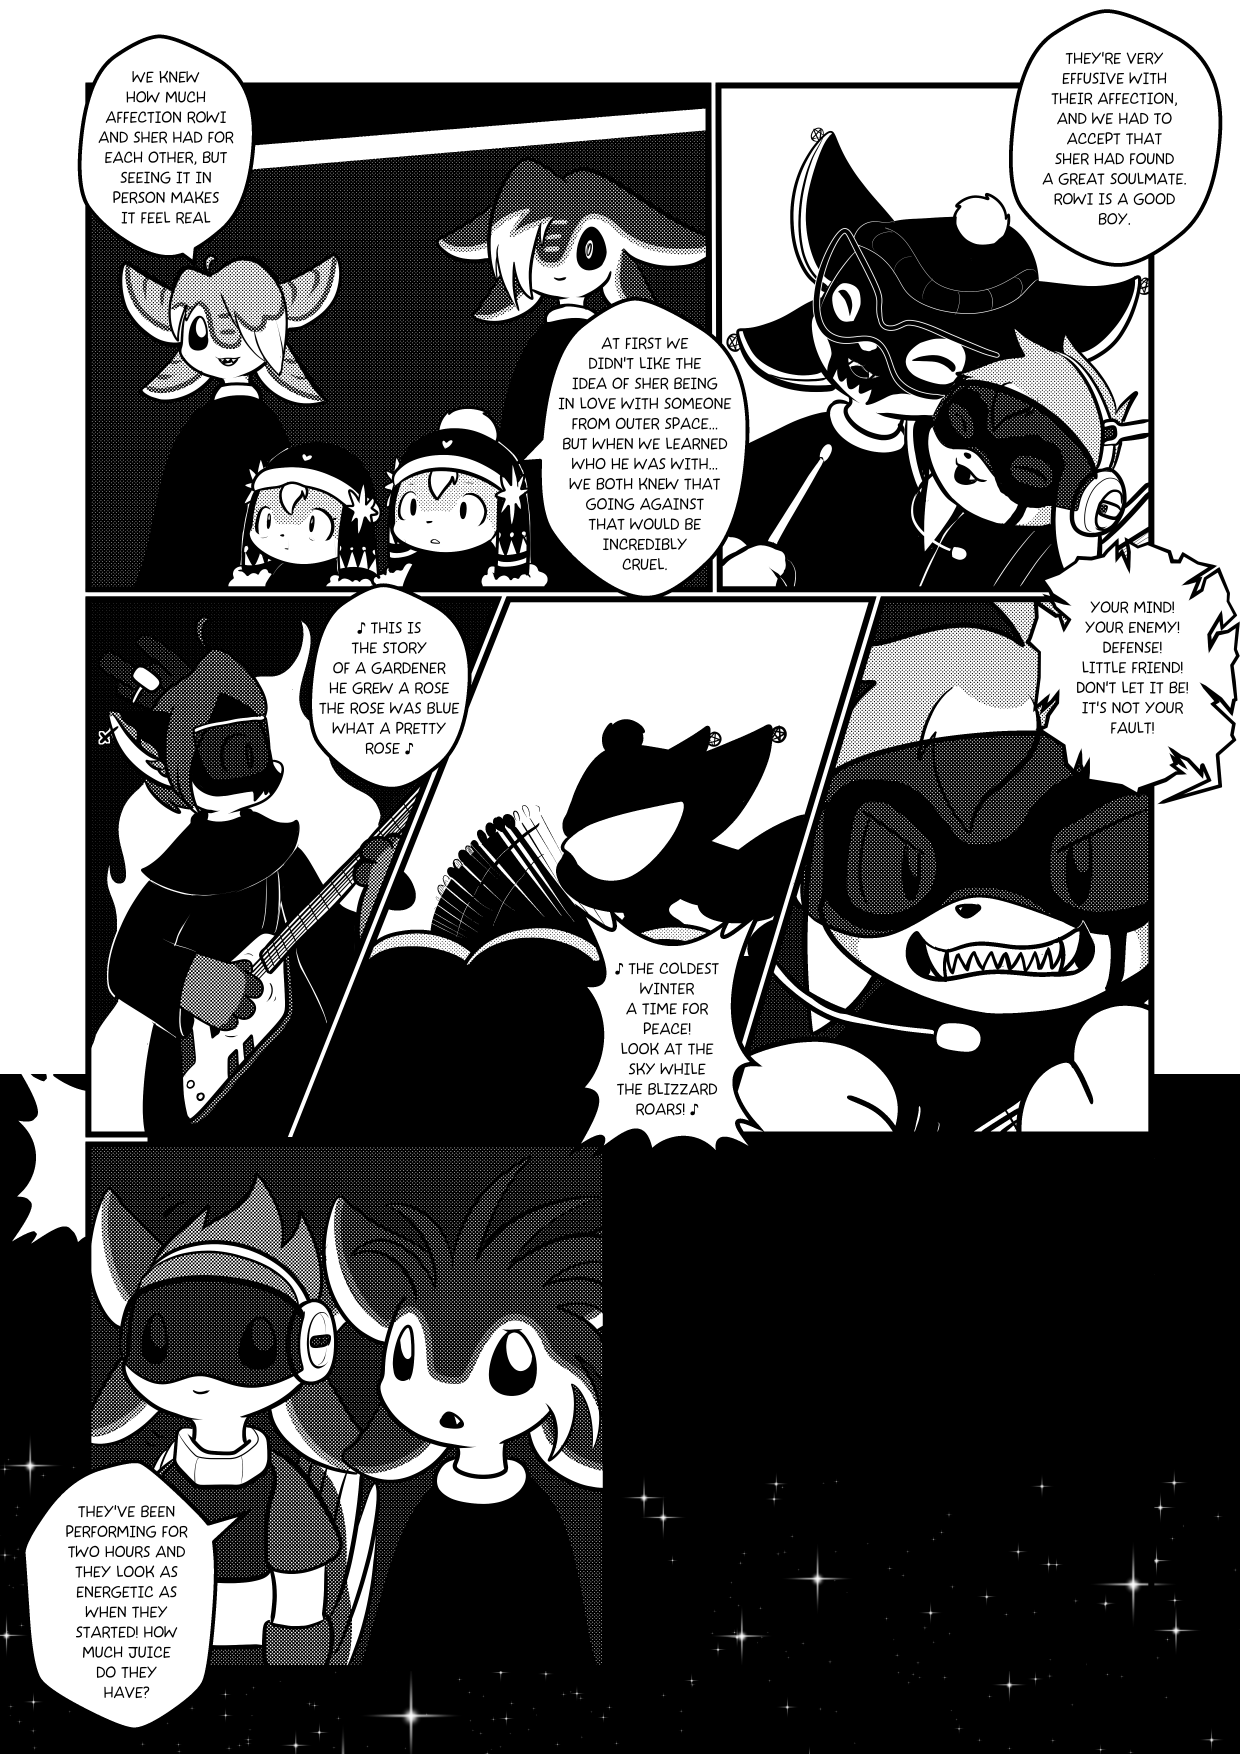 WE KNEW
HOW MUCH
AFFECTION ROWI
AND SHER HAD FOR
EACH OTHER, BUT
SEEING IT IN
PERSON MAKES
IT FEEL REAL
AT FIRST WE
DIDN'T LIKE THE
IDEA OF SHER BEING
IN LOVE WITH SOMEONE
FROM OUTER SPACE...
BUT WHEN WE LEARNED
WHO HE WAS WITH...
WE BOTH KNEW THAT
GOING AGAINST
THAT WOULD BE
INCREDIBLY
CRUEL.
THEY'RE VERY
EFFUSIVE WITH
THEIR AFFECTION,
AND WE HAD TO
ACCEPT THAT
SHER HAD FOUND
A GREAT SOULMATE.
ROWI IS A GOOD
BOY.
♪ THIS IS
THE STORY
OF A GARDENER
HE GREW A ROSE
THE ROSE WAS BLUE
WHAT A PRETTY
ROSE ♪
♪ THE COLDEST
WINTER
A TIME FOR
PEACE!
LOOK AT THE
SKY WHILE
THE BLIZZARD
ROARS! ♪
YOUR MIND!
YOUR ENEMY!
DEFENSE!
LITTLE FRIEND!
DON'T LET IT BE!
IT'S NOT YOUR
FAULT!
THEY'VE BEEN
PERFORMING FOR
TWO HOURS AND
THEY LOOK AS
ENERGETIC AS
WHEN THEY
STARTED! HOW
MUCH JUICE
DO THEY
HAVE?